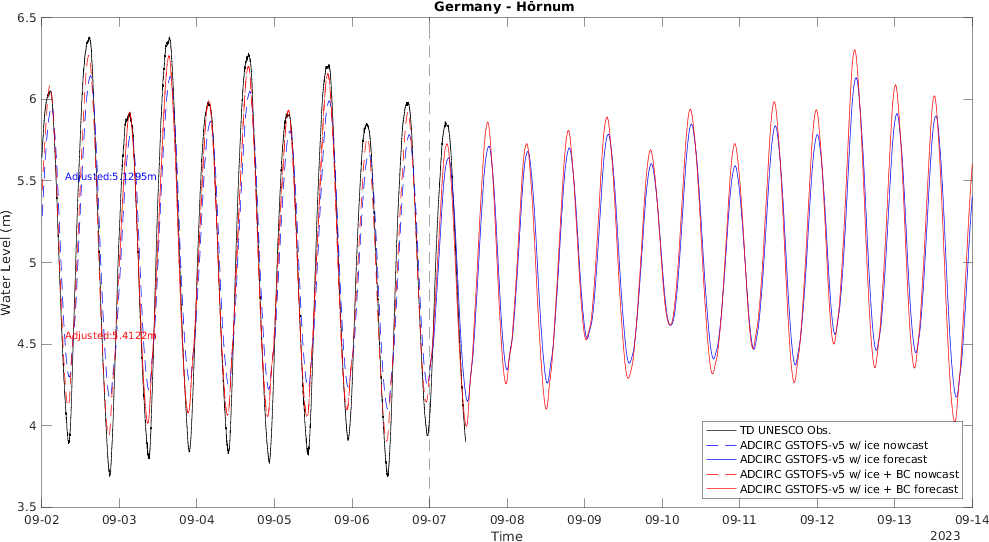 Germany - Hörnum
Water Level (m)
6.5
6
5.5
5
4.5
4
3.5
Adjusted:5.1295m
Adjusted:5.4122m
TD UNESCO Obs.
ADCIRC GSTOFS-v5 w/ ice nowcast
ADCIRC GSTOFS-v5 w/ ice forecast
ADCIRC GSTOFS-v5 w/ ice + BC nowcast
ADCIRC GSTOFS-v5 w/ ice + BC forecast
09-02 09-03 09-04 09-05 09-06 09-07 09-08 09-09 09-10 09-11 09-12 09-13 09-14
Time
2023